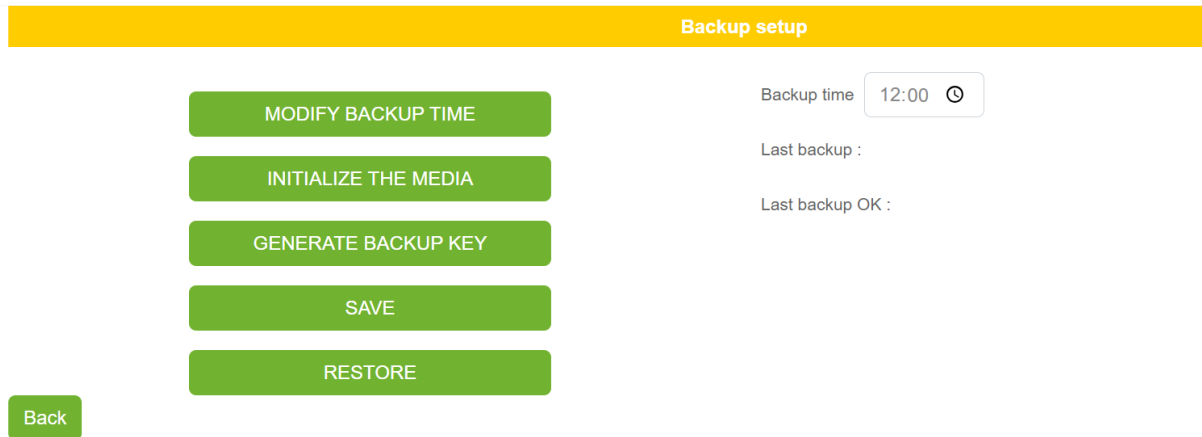 Backup setup
MODIFY BACKUP TIME
INITIALIZE THE MEDIA
GENERATE BACKUP KEY
SAVE
RESTORE
Backup time 12:00
Last backup :
Last backup OK :
Back